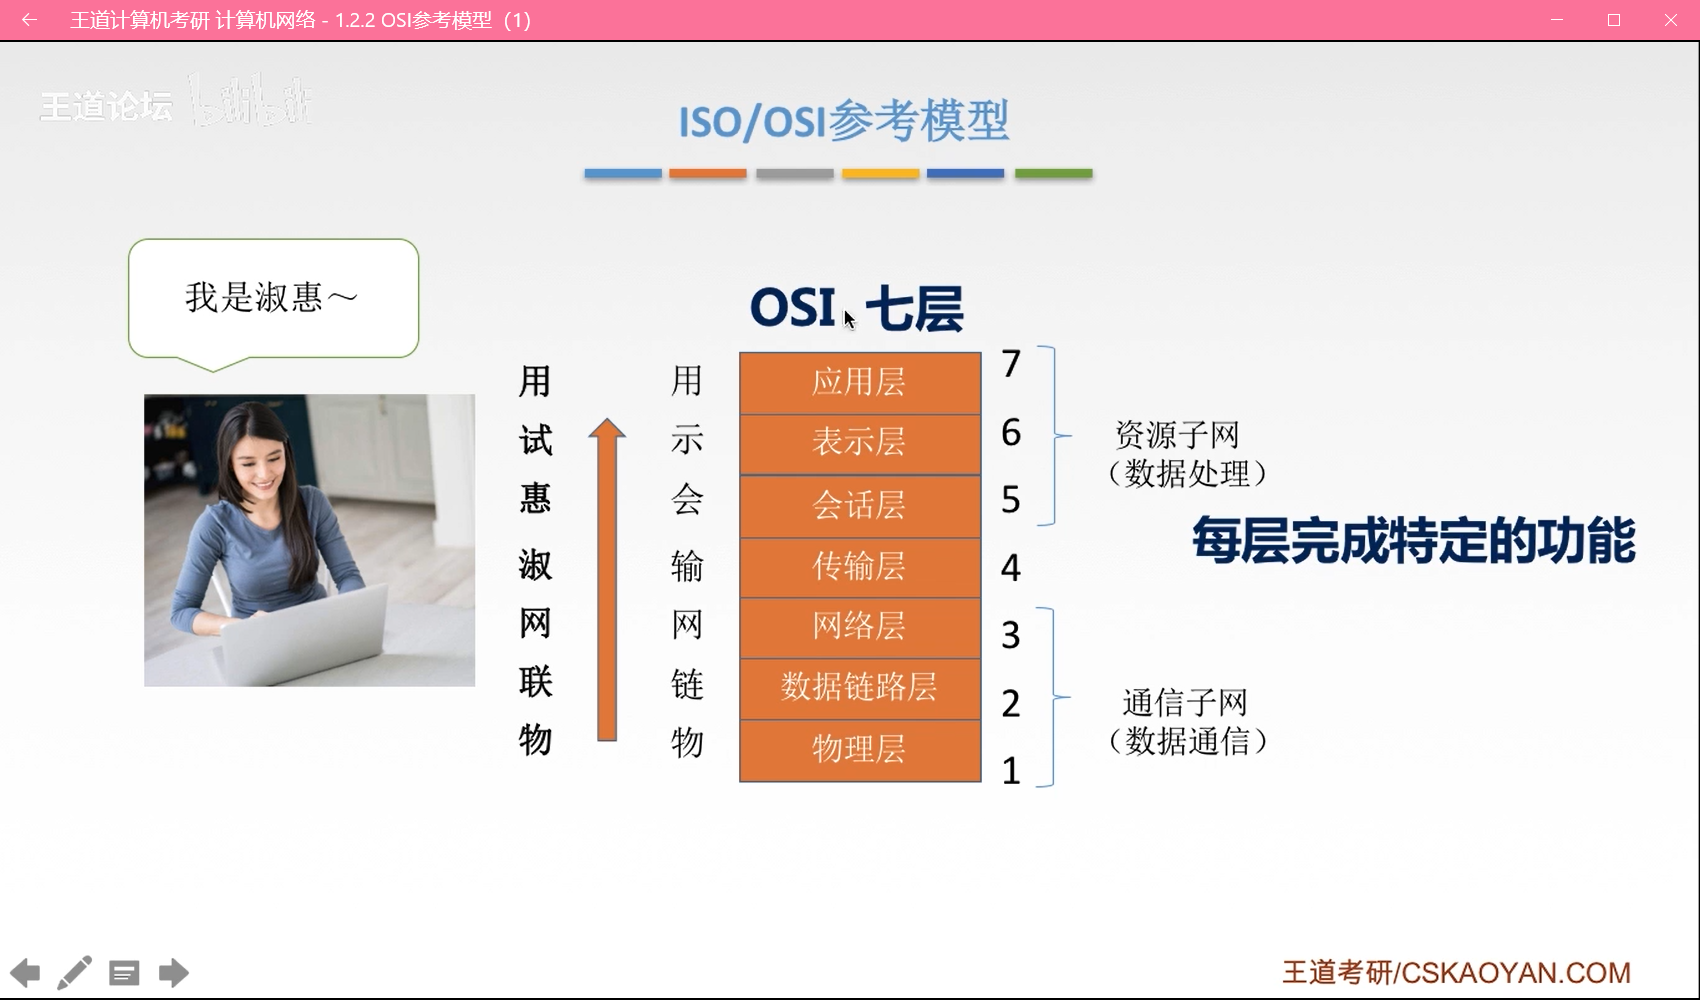 王道计算机考研 计算机网络 - 1.2.2 OSI参考模型（1）
王道论坛 bilibili
ISO/OSI参考模型
我是淑惠～
OSI 七层
用 用 应用层 7
试 示 表示层 6
惠 会 会话层 5
淑 输 传输层 4
网 网 网络层 3
联 链 数据链路层 2
物 物 物理层 1
资源子网
（数据处理）
每层完成特定的功能
通信子网
（数据通信）
王道考研/CSKAOYAN.COM